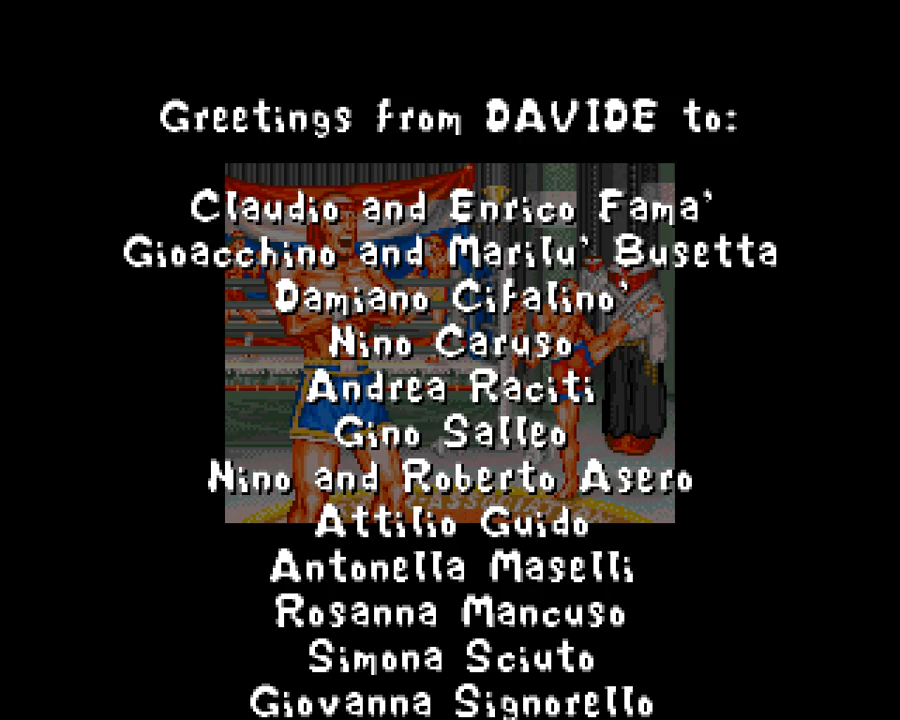 Greetings from DAVIDE to:
Claudio and Enrico Fama'
Gioacchino and Marilu' Busetta
Damiano Cifalino'
Nino Caruso
Andrea Raciti
Gino Salleo
Nino and Roberto Asero
Attilio Guido
Antonella Maselli
Rosanna Mancuso
Simona Sciuto
Giovanna Signorello